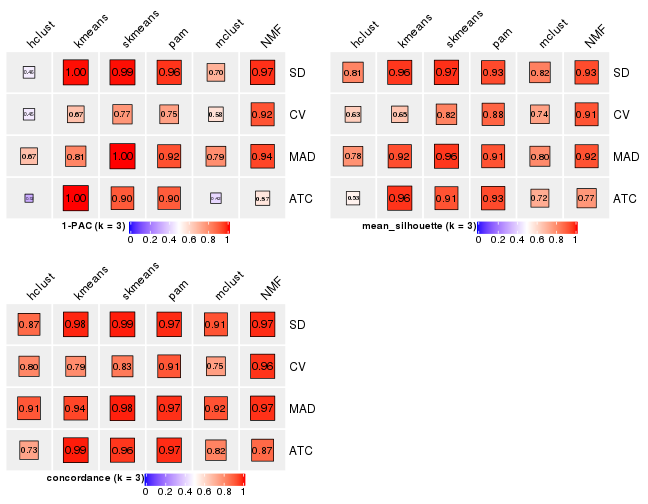 hclust kmeans skmeans pam mclust NMF
0.46 1.00 0.99 0.96 0.70 0.97 SD
0.45 0.67 0.77 0.75 0.58 0.92 CV
0.67 0.81 1.00 0.92 0.79 0.94 MAD
1.00 0.90 0.90 0.42 0.57 ATC
1-PAC (k = 3)
0 0.2 0.4 0.6 0.8 1
hclust kmeans skmeans pam mclust NMF
0.81 0.96 0.97 0.93 0.82 0.93 SD
0.63 0.65 0.82 0.88 0.74 0.91 CV
0.78 0.92 0.96 0.91 0.80 0.92 MAD
0.53 0.96 0.91 0.93 0.72 0.77 ATC
mean_silhouette (k = 3)
0 0.2 0.4 0.6 0.8 1
hclust kmeans skmeans pam mclust NMF
0.87 0.98 0.99 0.97 0.91 0.97 SD
0.80 0.79 0.83 0.91 0.75 0.96 CV
0.91 0.94 0.98 0.97 0.92 0.97 MAD
0.73 0.99 0.96 0.97 0.82 0.87 ATC
concordance (k = 3)
0 0.2 0.4 0.6 0.8 1